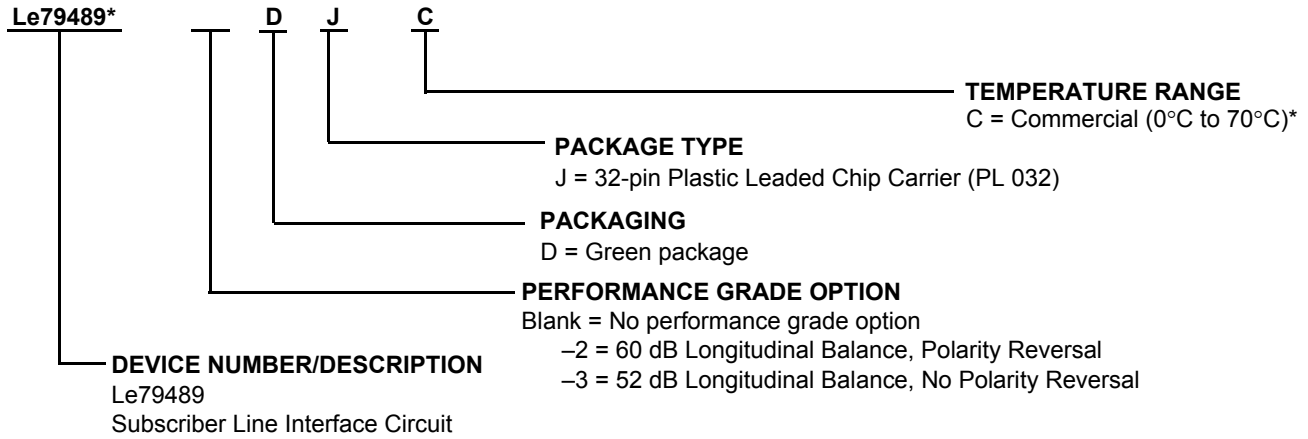 Le79489* D J C
TEMPERATURE RANGE
C = Commercial (0°C to 70°C)*
PACKAGE TYPE
J = 32-pin Plastic Leaded Chip Carrier (PL 032)
PACKAGING
D = Green package
PERFORMANCE GRADE OPTION
Blank = No performance grade option
–2 = 60 dB Longitudinal Balance, Polarity Reversal
–3 = 52 dB Longitudinal Balance, No Polarity Reversal
DEVICE NUMBER/DESCRIPTION
Le79489
Subscriber Line Interface Circuit